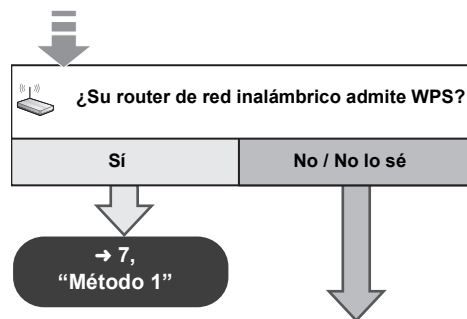 ¿Su router de red inalámbrico admite WPS?
Sí
No / No lo sé
➔ 7,
“Método 1”